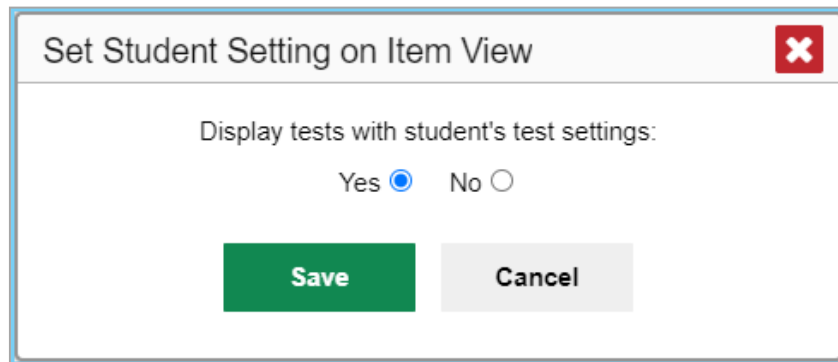 Set Student Setting on Item View
Display tests with student's test settings:
Yes No
Save Cancel